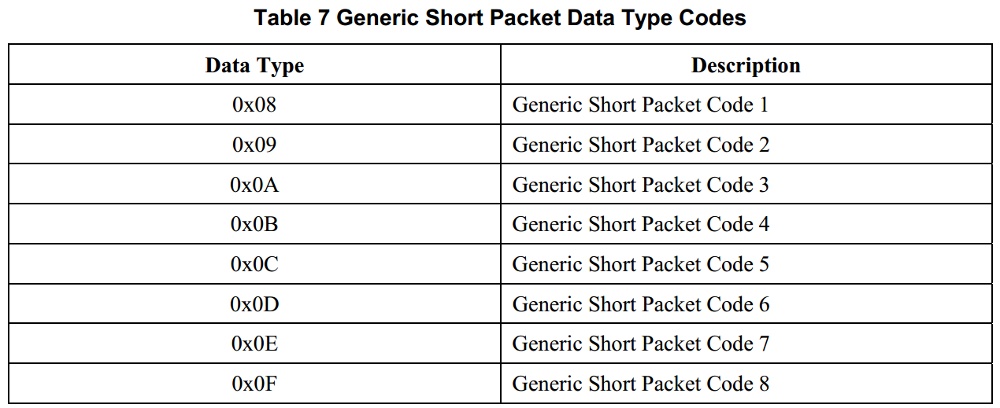 Table 7 Generic Short Packet Data Type Codes
Data Type Description
0x08 Generic Short Packet Code 1
0x09 Generic Short Packet Code 2
0x0A Generic Short Packet Code 3
0x0B Generic Short Packet Code 4
0x0C Generic Short Packet Code 5
0x0D Generic Short Packet Code 6
0x0E Generic Short Packet Code 7
0x0F Generic Short Packet Code 8